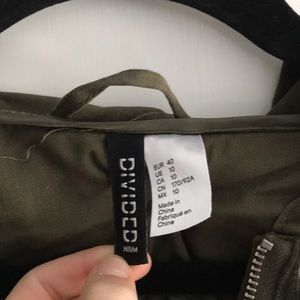 DIVIDED
H&M
EUR 40
US 10
CA 10
CN 170/92A
MX 10
Made in
China
Fabriqué en
Chine